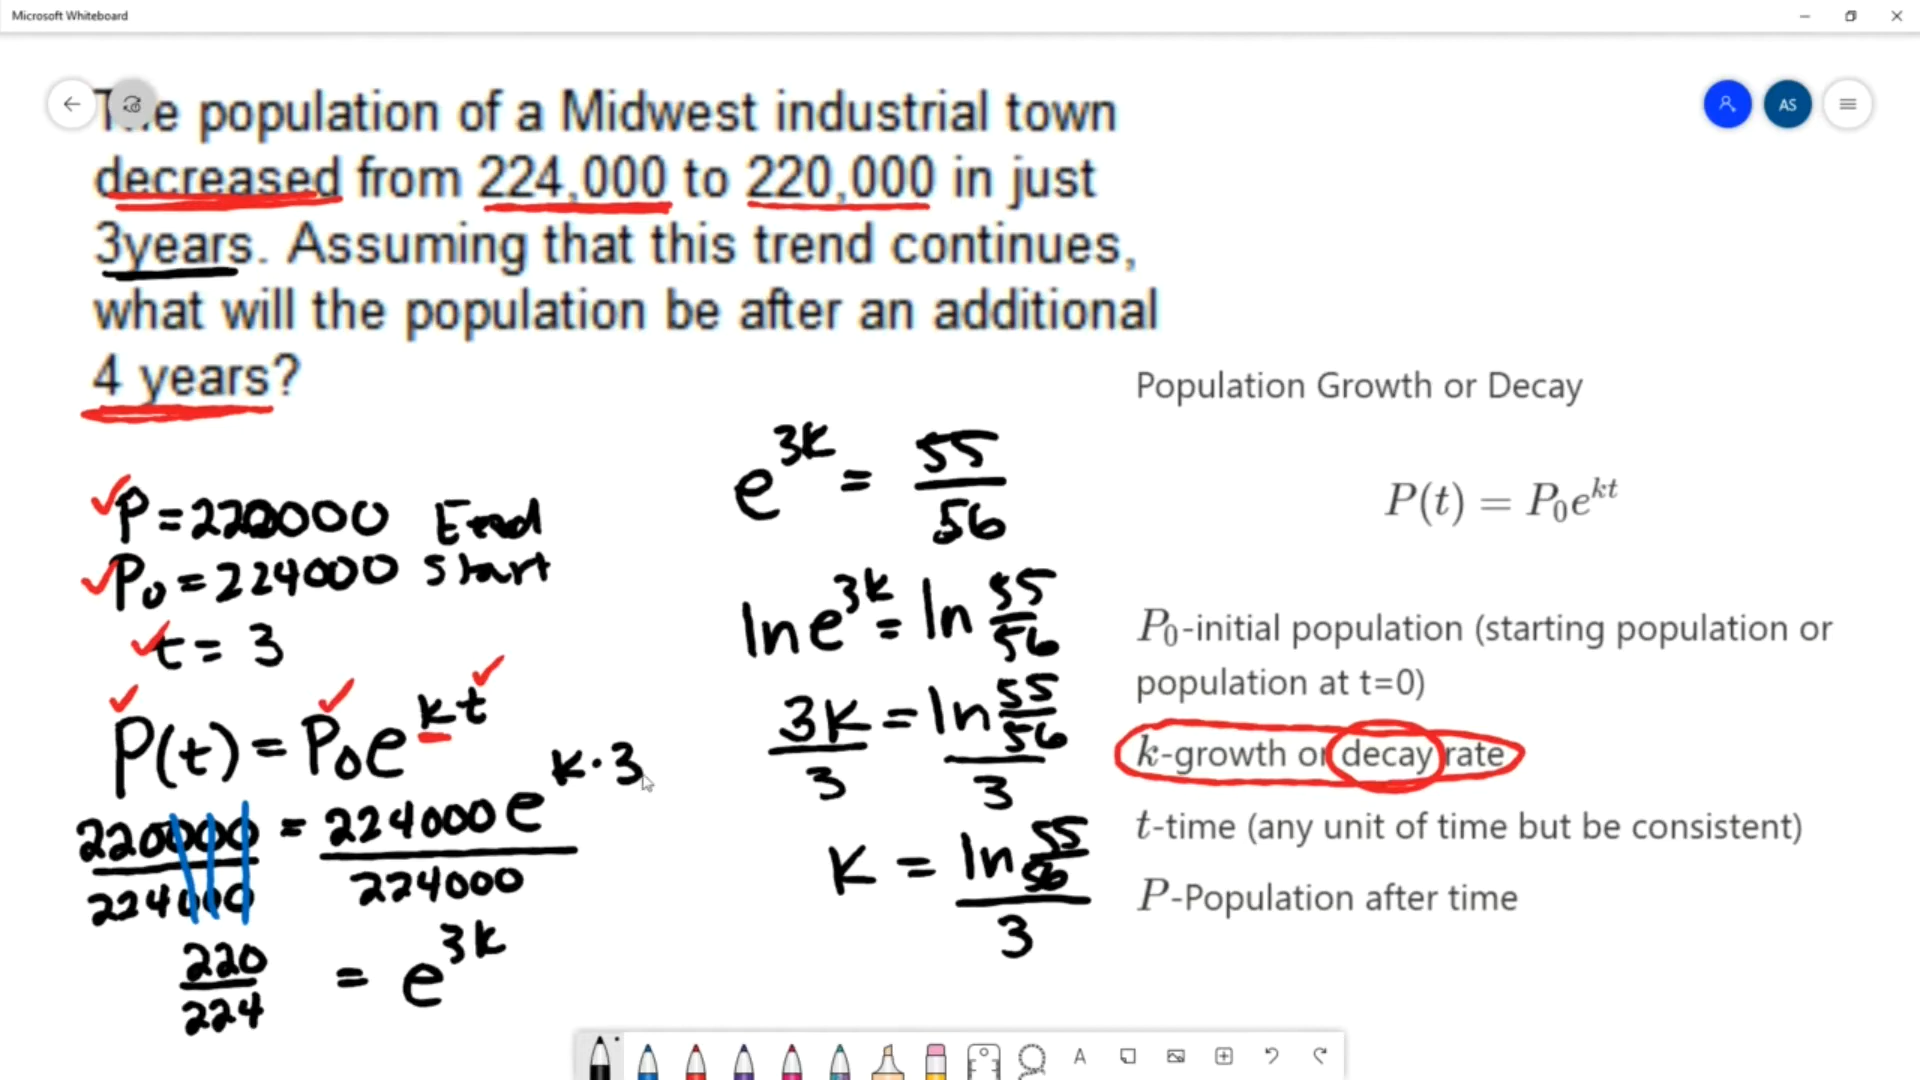 Microsoft Whiteboard
The population of a Midwest industrial town
decreased from 224,000 to 220,000 in just
3years. Assuming that this trend continues,
what will the population be after an additional
4 years?
AS
P = 220000 End
P₀ = 224000 Start
t = 3
P(t) = P₀e^kt
220000/224000 = 224000e^k·3/224000
220/224 = e^3k
e^3k = 55/56
ln e^3k = ln 55/56
3k/3 = ln 55/56 /3
k = ln 55/56 /3
Population Growth or Decay
P(t) = P₀e^kt
P₀-initial population (starting population or
population at t=0)
k-growth or decay rate
t-time (any unit of time but be consistent)
P-Population after time
A